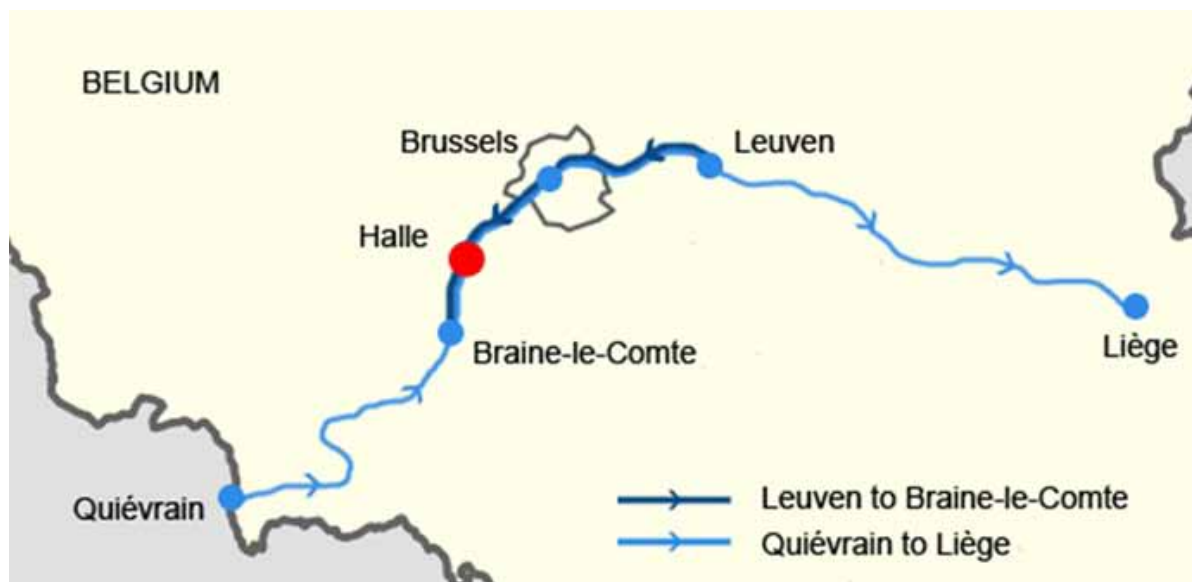 BELGIUM
Brussels
Leuven
Halle
Braine-le-Comte
Liège
Quiévrain
Leuven to Braine-le-Comte
Quiévrain to Liège